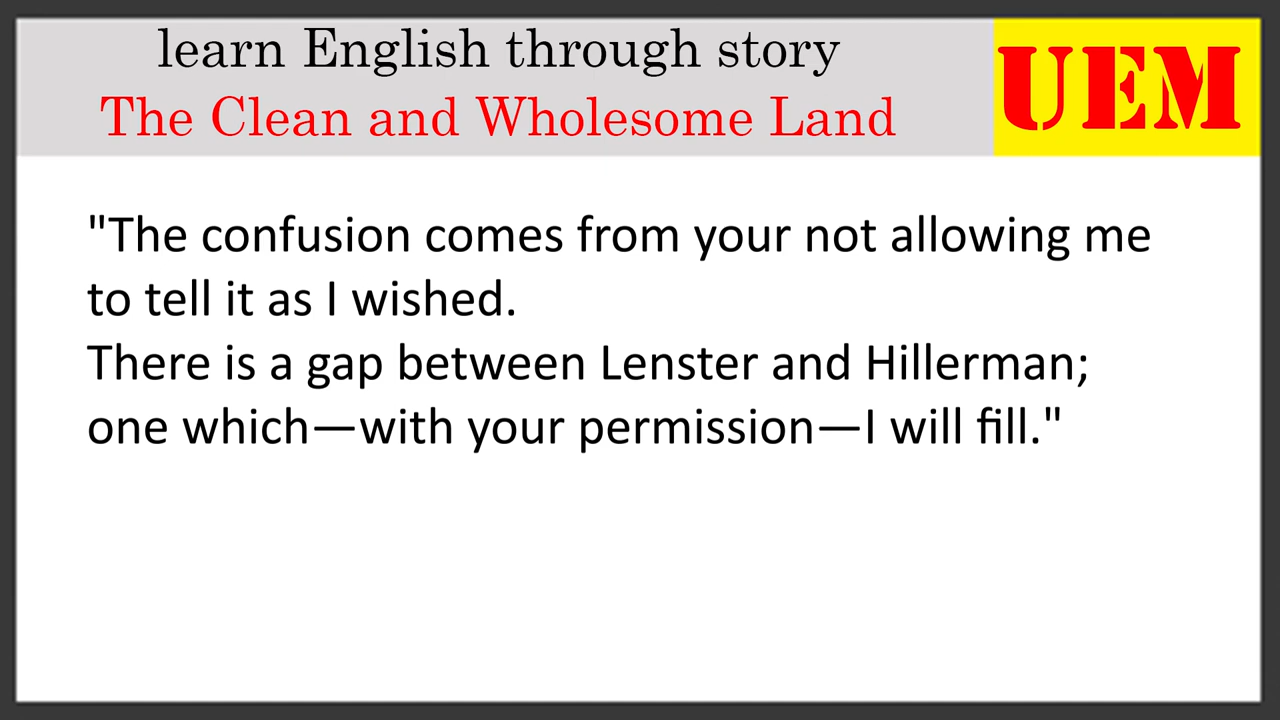 learn English through story
The Clean and Wholesome Land
UEM
"The confusion comes from your not allowing me
to tell it as I wished.
There is a gap between Lenster and Hillerman;
one which—with your permission—I will fill."